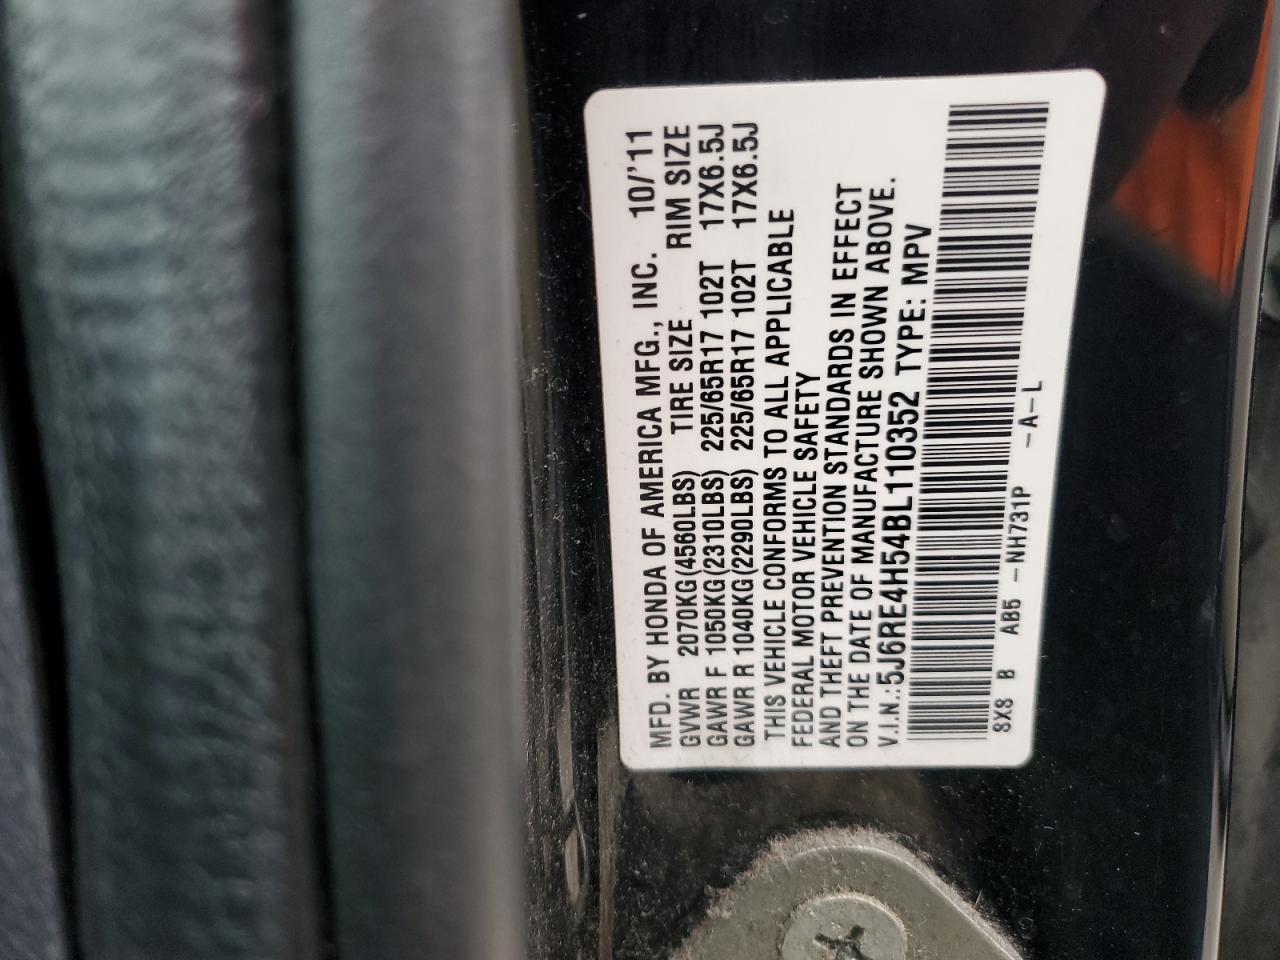 MFD. BY HONDA OF AMERICA MFG., INC. 10/'11
GVWR 2070KG(4560LBS) TIRE SIZE RIM SIZE
GAWR F 1050KG(2310LBS) 225/65R17 102T 17X6.5J
GAWR R 1040KG(2290LBS) 225/65R17 102T 17X6.5J
THIS VEHICLE CONFORMS TO ALL APPLICABLE
FEDERAL MOTOR VEHICLE SAFETY
AND THEFT PREVENTION STANDARDS IN EFFECT
ON THE DATE OF MANUFACTURE SHOWN ABOVE.
V.I.N.:5J6RE4H54BL110352 TYPE: MPV
8X8 B AB5 -NH731P -A-L